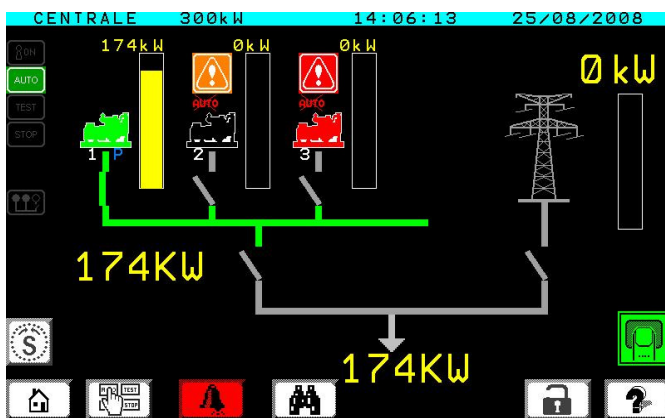 CENTRALE 300kW 14:06:13 25/08/2008
174kW 0kW 0kW
0kW
AUTO
TEST
STOP
AUTO AUTO
1 P 2 3
174KW
S
174KW
AUTO TEST
STOP
?